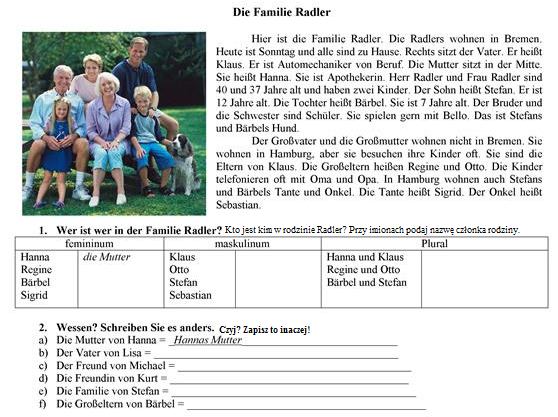 Die Familie Radler
Hier ist die Familie Radler. Die Radlers wohnen in Bremen.
Heute ist Sonntag und alle sind zu Hause. Rechts sitzt der Vater. Er heißt
Klaus. Er ist Automechaniker von Beruf. Die Mutter sitzt in der Mitte.
Sie heißt Hanna. Sie ist Apothekerin. Herr Radler und Frau Radler sind
40 und 37 Jahre alt und haben zwei Kinder. Der Sohn heißt Stefan. Er ist
12 Jahre alt. Die Tochter heißt Bärbel. Sie ist 7 Jahre alt. Der Bruder und
die Schwester sind Schüler. Sie spielen gern mit Bello. Das ist Stefans
und Bärbels Hund.
Der Großvater und die Großmutter wohnen nicht in Bremen. Sie
wohnen in Hamburg, aber sie besuchen ihre Kinder oft. Sie sind die
Eltern von Klaus. Die Großeltern heißen Regine und Otto. Die Kinder
telefonieren oft mit Oma und Opa. In Hamburg wohnen auch Stefans
und Bärbels Tante und Onkel. Die Tante heißt Sigrid. Der Onkel heißt
Sebastian.
1. Wer ist wer in der Familie Radler? Kto jest kim w rodzinie Radler? Przy imionach podaj nazwę członka rodziny.
femininum maskulinum Plural
Hanna die Mutter Klaus Hanna und Klaus
Regine Otto Regine und Otto
Bärbel Stefan Bärbel und Stefan
Sigrid Sebastian
2. Wessen? Schreiben Sie es anders. Czyj? Zapisz to inaczej!
a) Die Mutter von Hanna = Hannas Mutter
b) Der Vater von Lisa =
c) Der Freund von Michael =
d) Die Freundin von Kurt =
e) Die Familie von Stefan =
f) Die Großeltern von Bärbel =